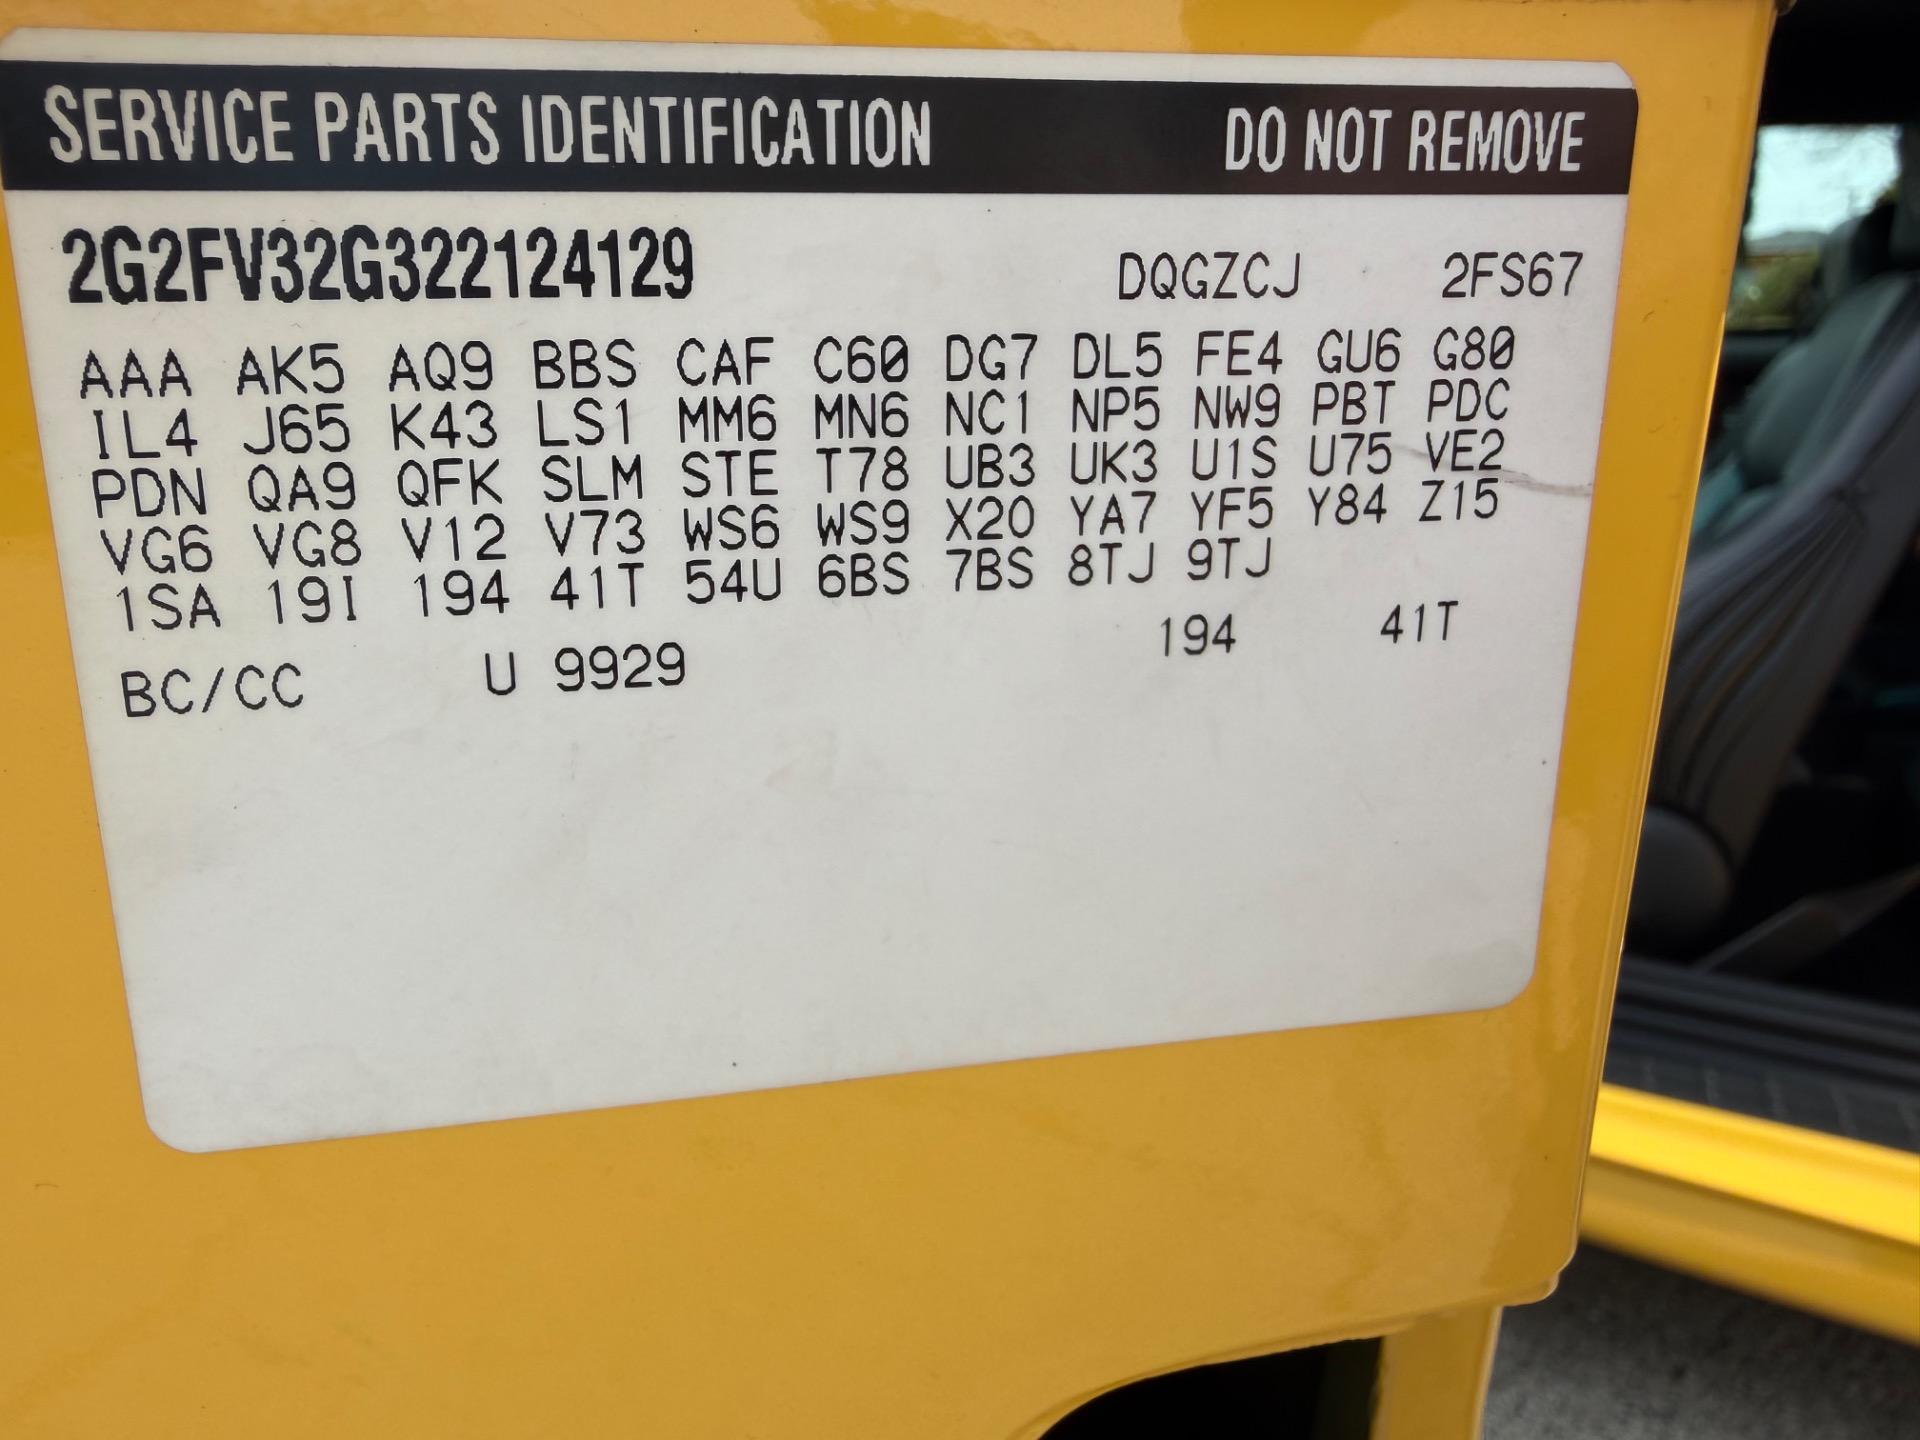 SERVICE PARTS IDENTIFICATION DO NOT REMOVE
2G2FV32G322124129 DQGZCJ 2FS67
AAA AK5 AQ9 BBS CAF C60 DG7 DL5 FE4 GU6 G80
IL4 J65 K43 LS1 MM6 MN6 NC1 NP5 NW9 PBT PDC
PDN QA9 QFK SLM STE T78 UB3 UK3 U1S U75 VE2
VG6 VG8 V12 V73 WS6 WS9 X20 YA7 YF5 Y84 Z15
1SA 19I 194 41T 54U 6BS 7BS 8TJ 9TJ
BC/CC U 9929 194 41T